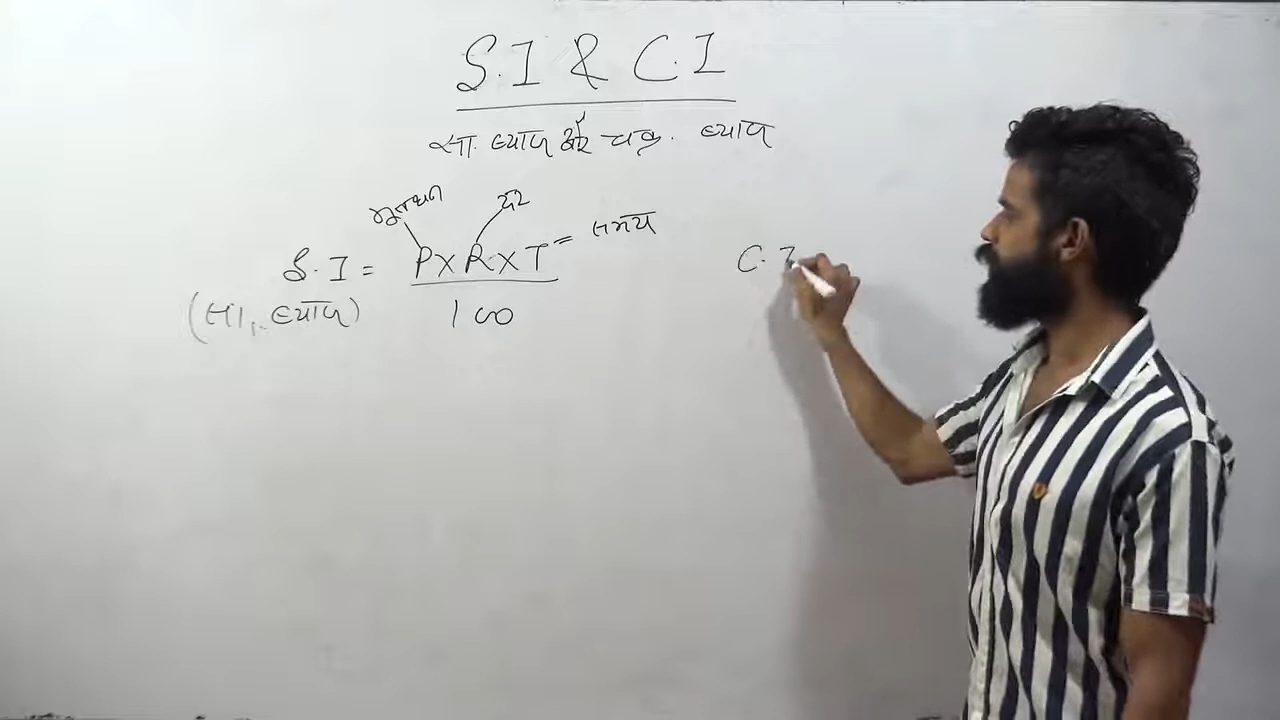 S.I & C.I
सा. ब्याज और चक्र. ब्याज
मूलधन दर
S.I = P×R×T = समय C.I
(सा. ब्याज) 100